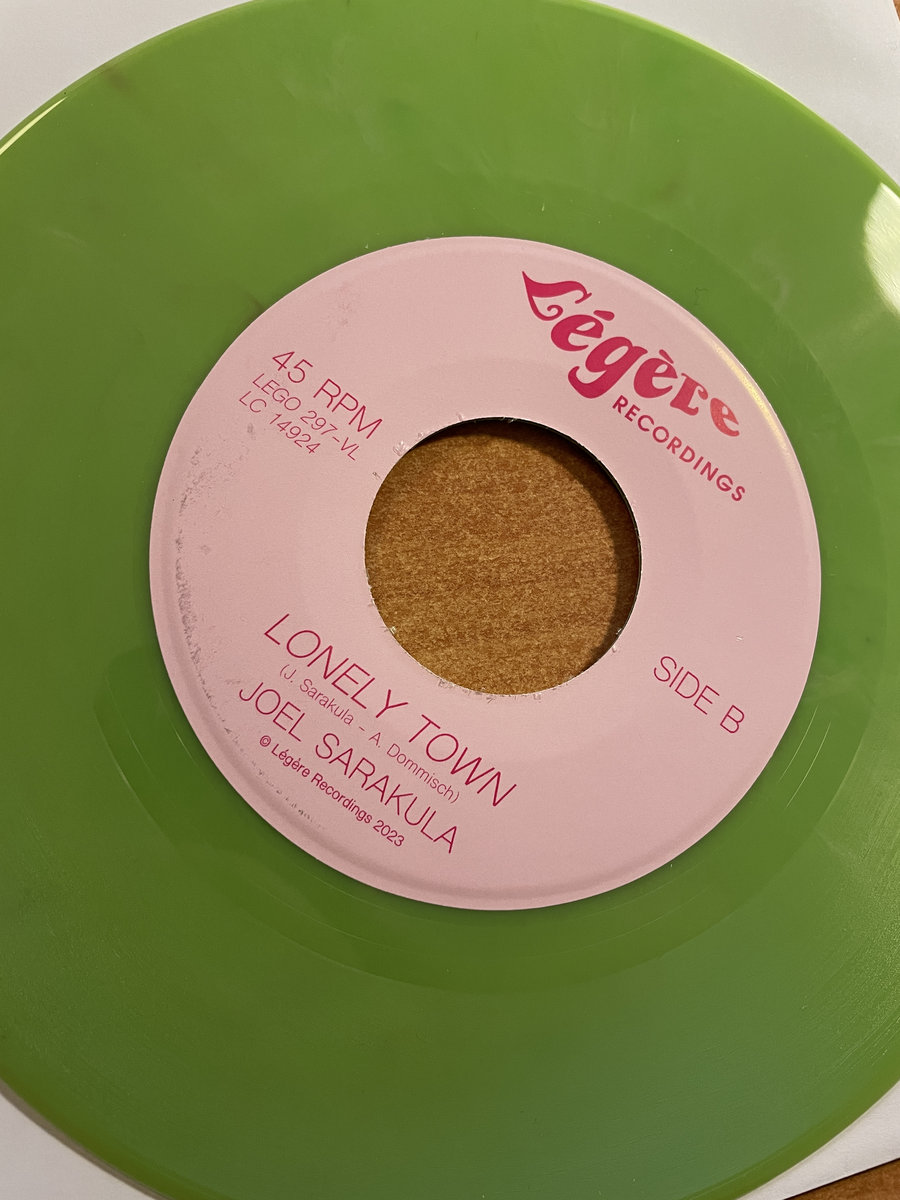 Légère
RECORDINGS
45 RPM
LEGO 297-VL
LC 14924
SIDE B
LONELY TOWN
(J. Sarakula - A. Dommisch)
JOEL SARAKULA
© Légère Recordings 2023